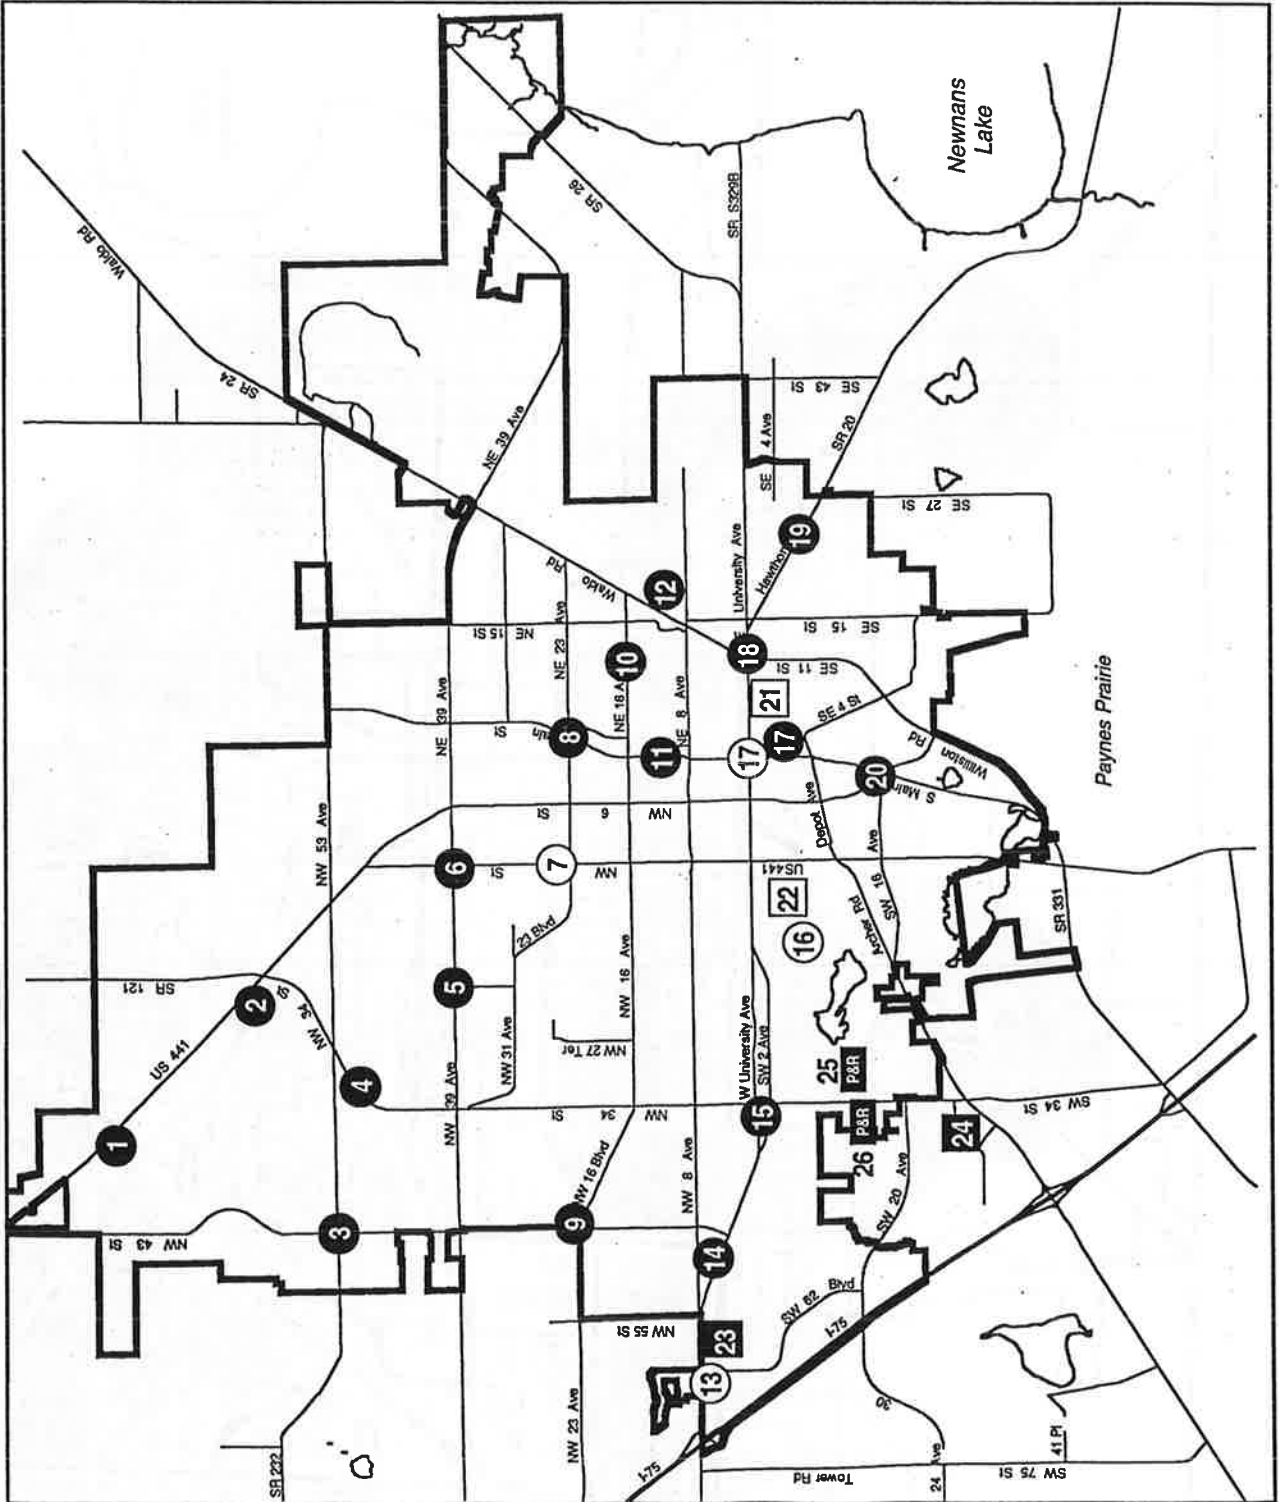 Newnans
Lake
Waldo Rd
SR 26
SR S329B
SR 24
SE 43 St
NE 39 Ave
SE 4 Ave
SR 20
SE 27 St
University Ave
Hawthorn
19
Waldo Rd
12
NE 15 St
NE 23 Ave
SE 15 St
10
18
SE 11 St
NE 39 Ave
NE 16 A
NE 8 Ave
21
SE 4 St
Paynes Prairie
St
8
11
17
17
Williston Rd
20
S Main
NW 6 St
Depot Ave
NW 53 Ave
6
7
NW St
US441
SW 16 Ave
22
16
Archer Rd
23 Blvd
SR 331
SR 121
2
5
NW 16 Ave
NW 34 St
US 441
NW 31 Ave
NW 27 Ter
W University Ave
SW 2 Ave
25
P&R
4
NW 39 Ave
NW 34 St
15
SW 34 St
1
P&R
26
24
NW 16 Blvd
NW 8 Ave
SW 20 Ave
NW 43 St
3
9
14
SW 62 Blvd
I-75
NW 55 St
23
13
NW 23 Ave
30
SR 232
I-75
Tower Rd
24 Ave
SW 75 St
41 Pl